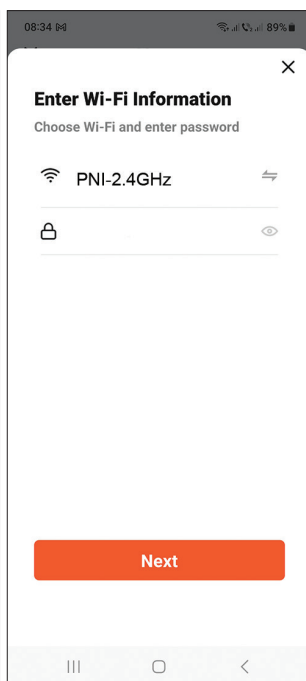 08:34 89%
Enter Wi-Fi Information
Choose Wi-Fi and enter password
PNI-2.4GHz
Next